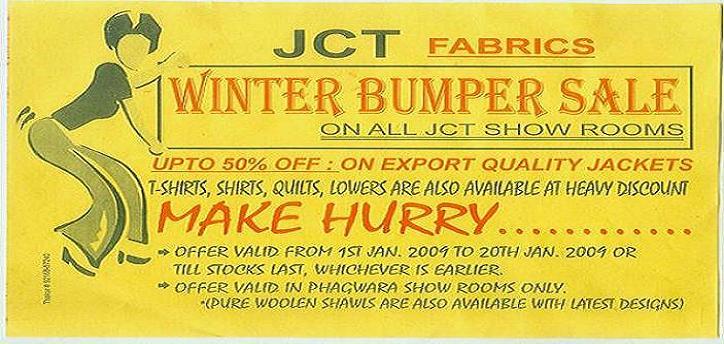 JCT FABRICS
WINTER BUMPER SALE
ON ALL JCT SHOW ROOMS
UPTO 50% OFF : ON EXPORT QUALITY JACKETS
T-SHIRTS, SHIRTS, QUILTS, LOWERS ARE ALSO AVAILABLE AT HEAVY DISCOUNT
MAKE HURRY.............
➔ OFFER VALID FROM 1ST JAN. 2009 TO 20TH JAN. 2009 OR
TILL STOCKS LAST, WHICHEVER IS EARLIER.
➔ OFFER VALID IN PHAGWARA SHOW ROOMS ONLY.
*(PURE WOOLEN SHAWLS ARE ALSO AVAILABLE WITH LATEST DESIGNS)